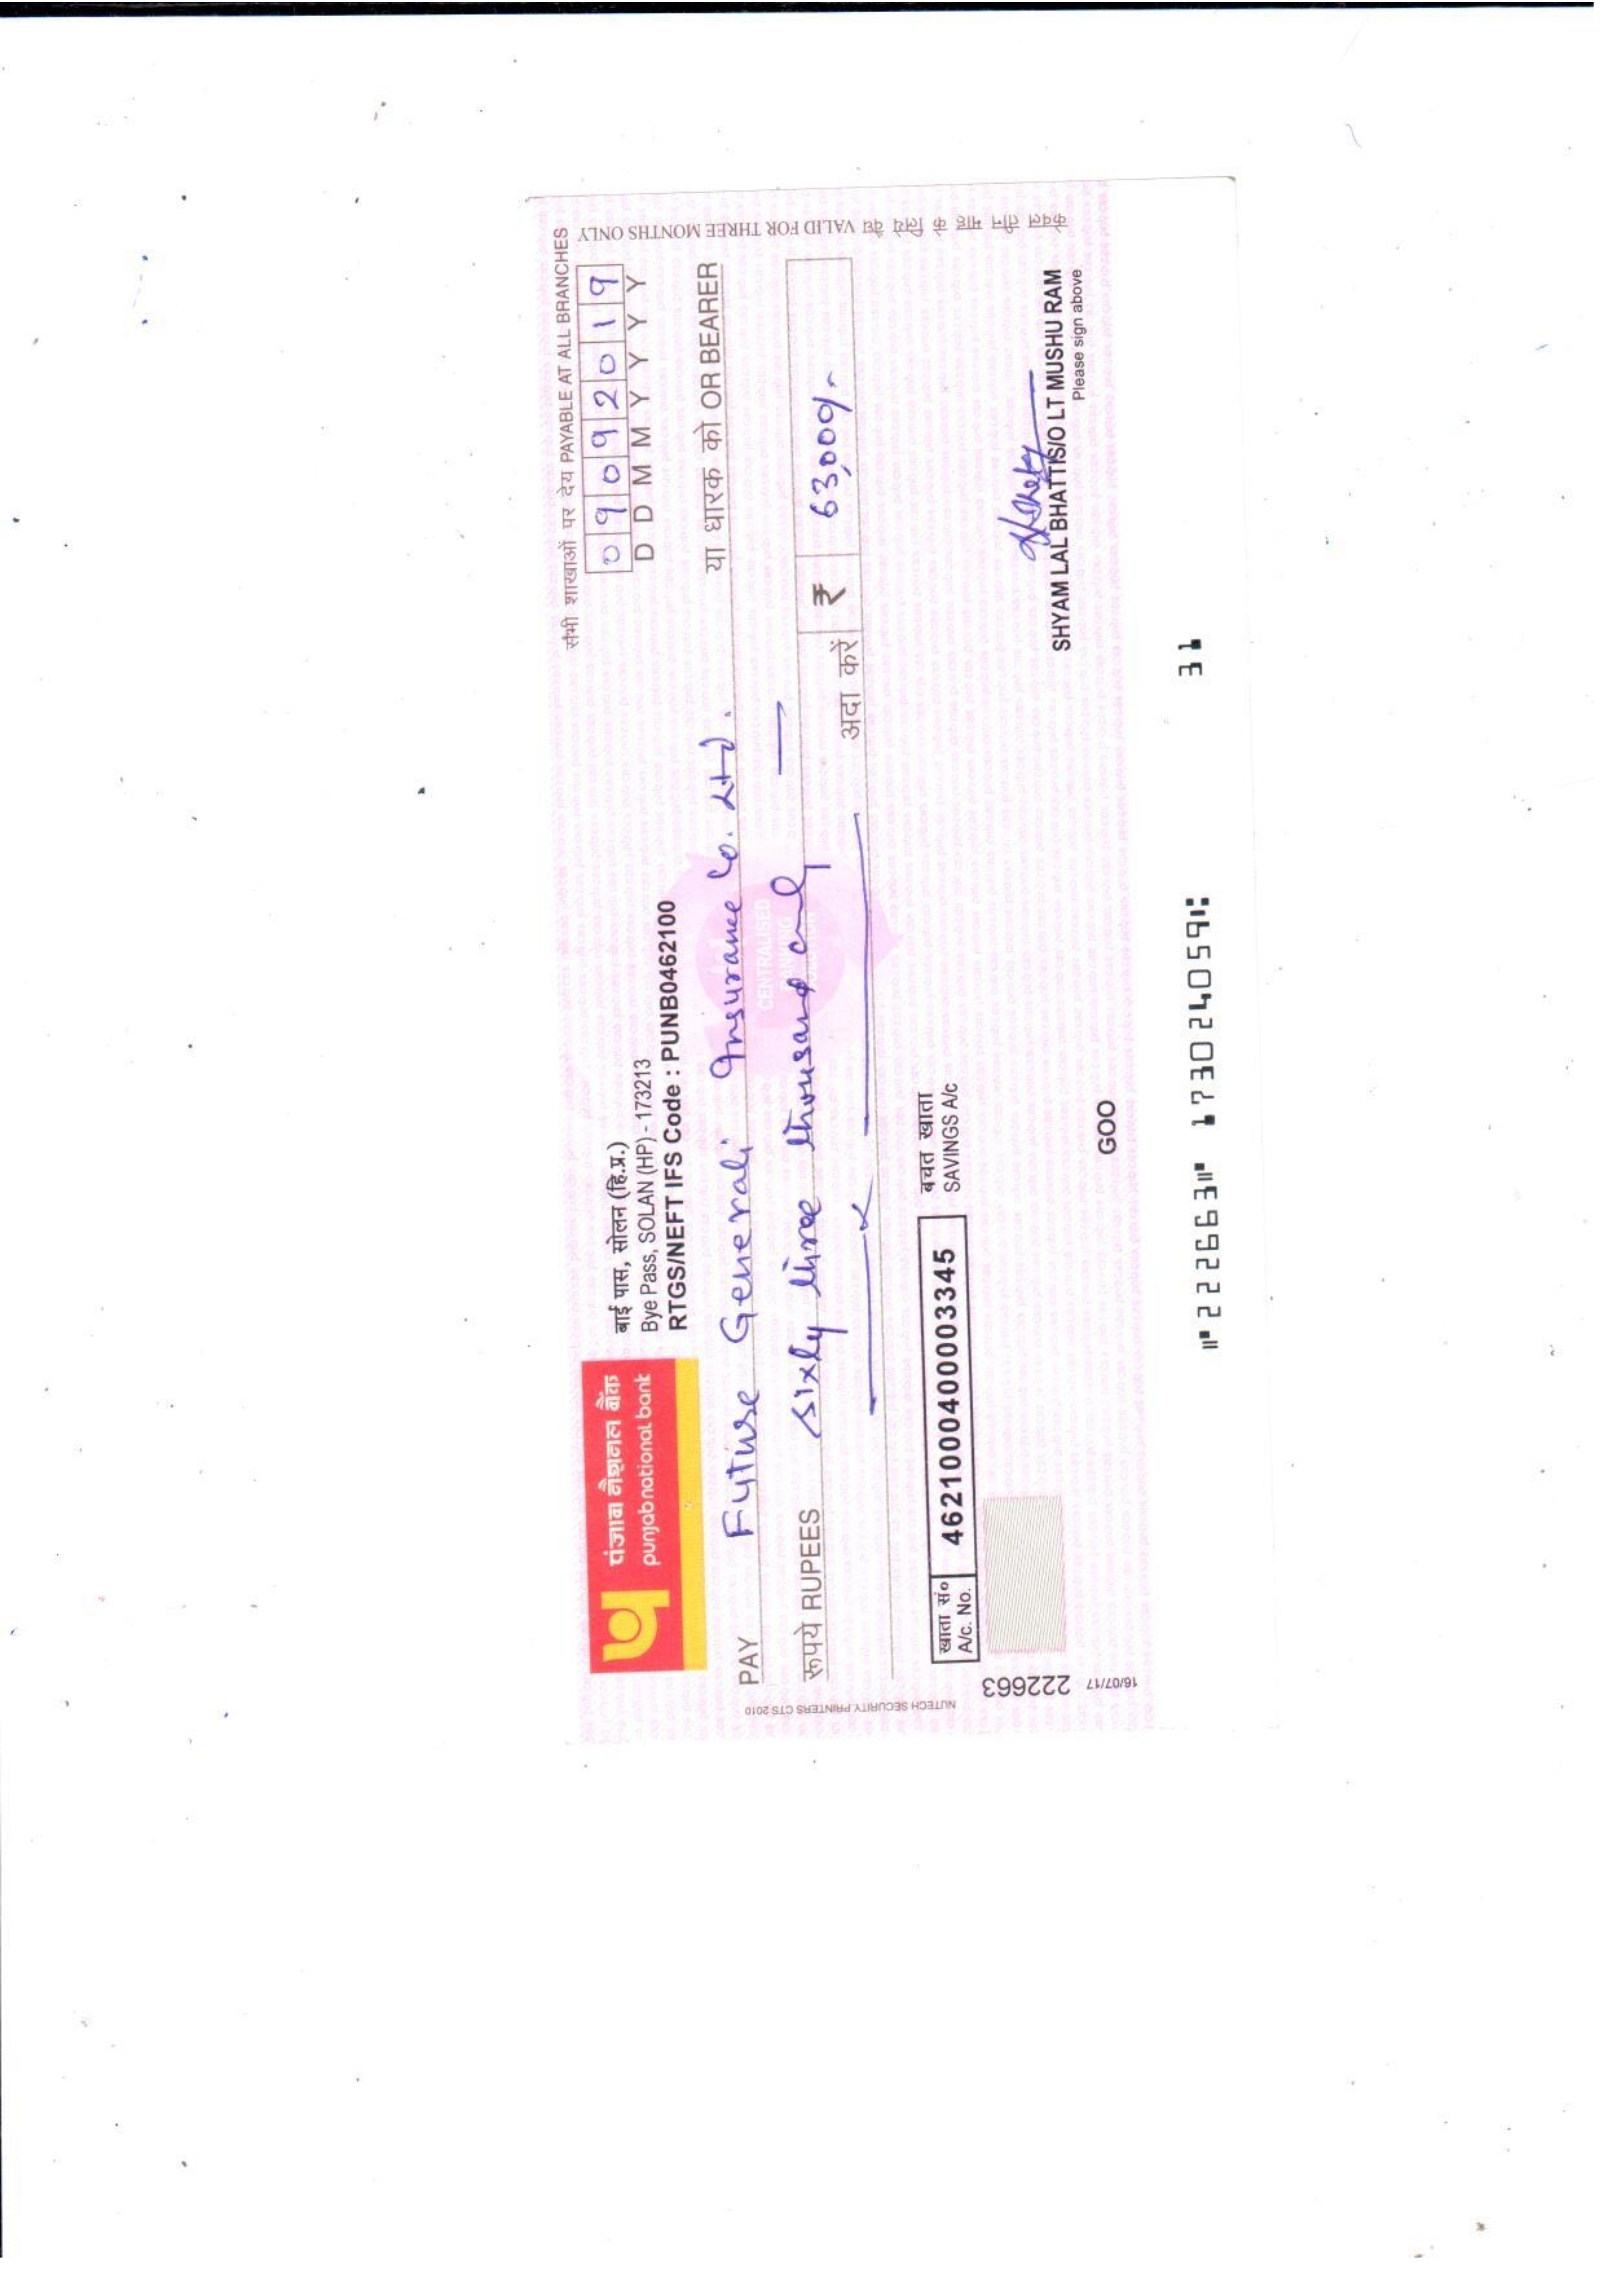 सभी शाखाओं पर देय PAYABLE AT ALL BRANCHES
पंजाब नैशनल बैंक
punjab national bank
बाई पास, सोलन (हि.प्र.)
Bye Pass, SOLAN (HP) - 173213
RTGS/NEFT IFS Code : PUNB0462100
0 9 0 9 2 0 1 9
D D M M Y Y Y Y
PAY Future Generali Insurance Co. Ltd. या धारक को OR BEARER
CENTRALISED
BANKING
रूपये RUPEES Sixty three thousand only
अदा करें ₹ 63,000/-
खाता सं०
A/c. No.
4621000400003345
बचत खाता
SAVINGS A/c
SHYAM LAL BHATTIS/O LT MUSHU RAM
Please sign above
GOO
⑈222663⑈ 173024059⑆ 31
केवल तीन माह के लिये वैध VALID FOR THREE MONTHS ONLY
NUTECH SECURITY PRINTERS CTS 2010
222663
16/07/17